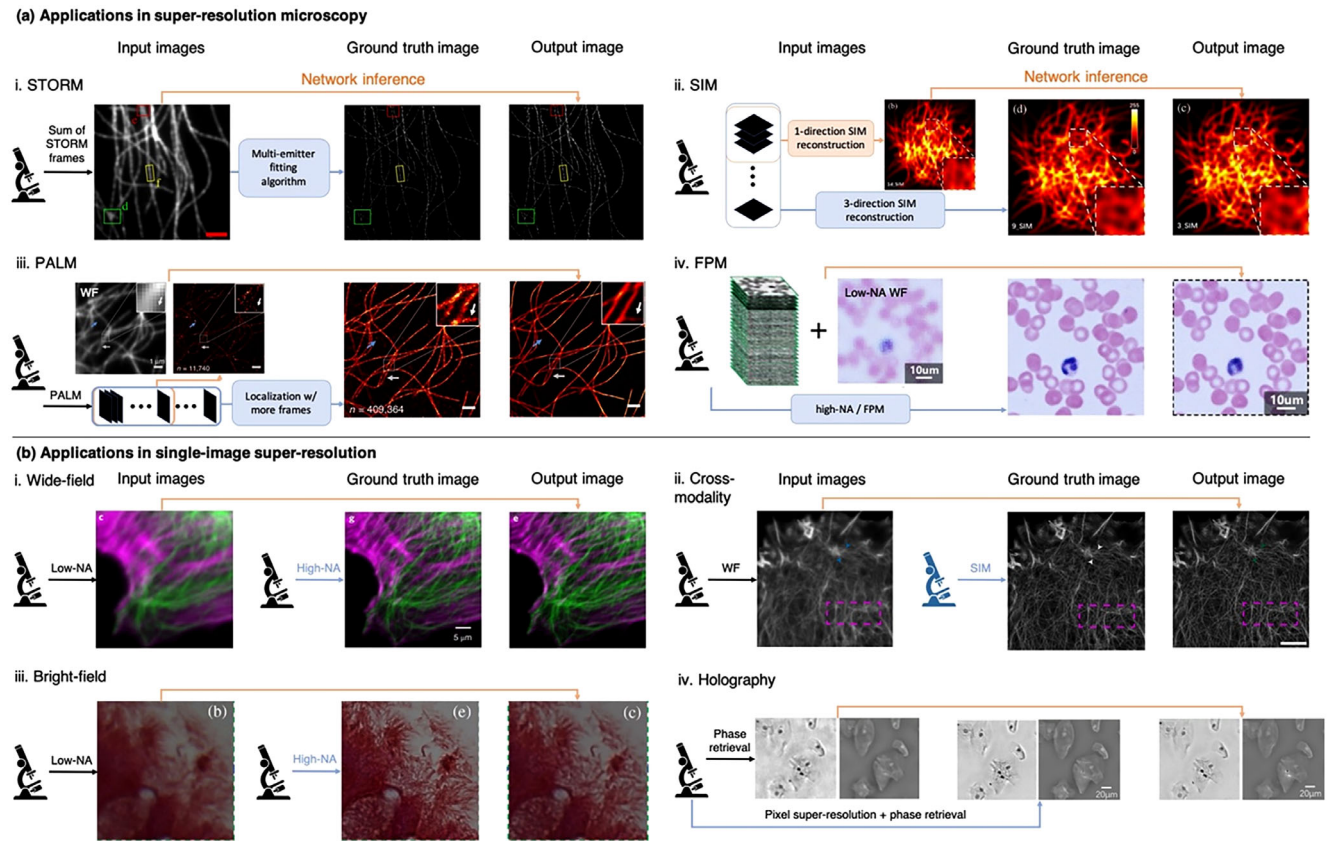 (a) Applications in super-resolution microscopy
Input images
Ground truth image
Output image
i. STORM
Network inference
Sum of
STORM
frames
d
f
Multi-emitter
fitting
algorithm
Input images
Ground truth image
Output image
ii. SIM
Network inference
1-direction SIM
reconstruction
3-direction SIM
reconstruction
(b)
(d)
255
9_SIM
(c)
3_SIM
iii. PALM
WF
1 μm
n = 11,740
PALM
Localization w/
more frames
n = 409,364
iv. FPM
+
Low-NA WF
10um
high-NA / FPM
10um
(b) Applications in single-image super-resolution
i. Wide-field
Input images
Ground truth image
Output image
Low-NA
c
High-NA
g
5 μm
e
ii. Cross-
modality
Input images
Ground truth image
Output image
WF
SIM
iii. Bright-field
Low-NA
(b)
High-NA
(e)
(c)
iv. Holography
Phase
retrieval
20μm
20μm
Pixel super-resolution + phase retrieval